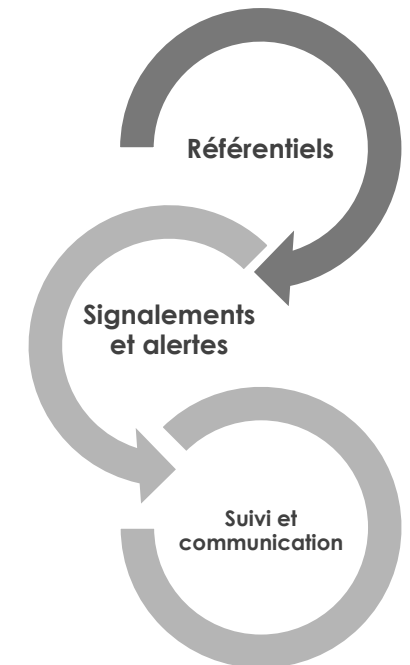 Référentiels
Signalements
et alertes
Suivi et
communication